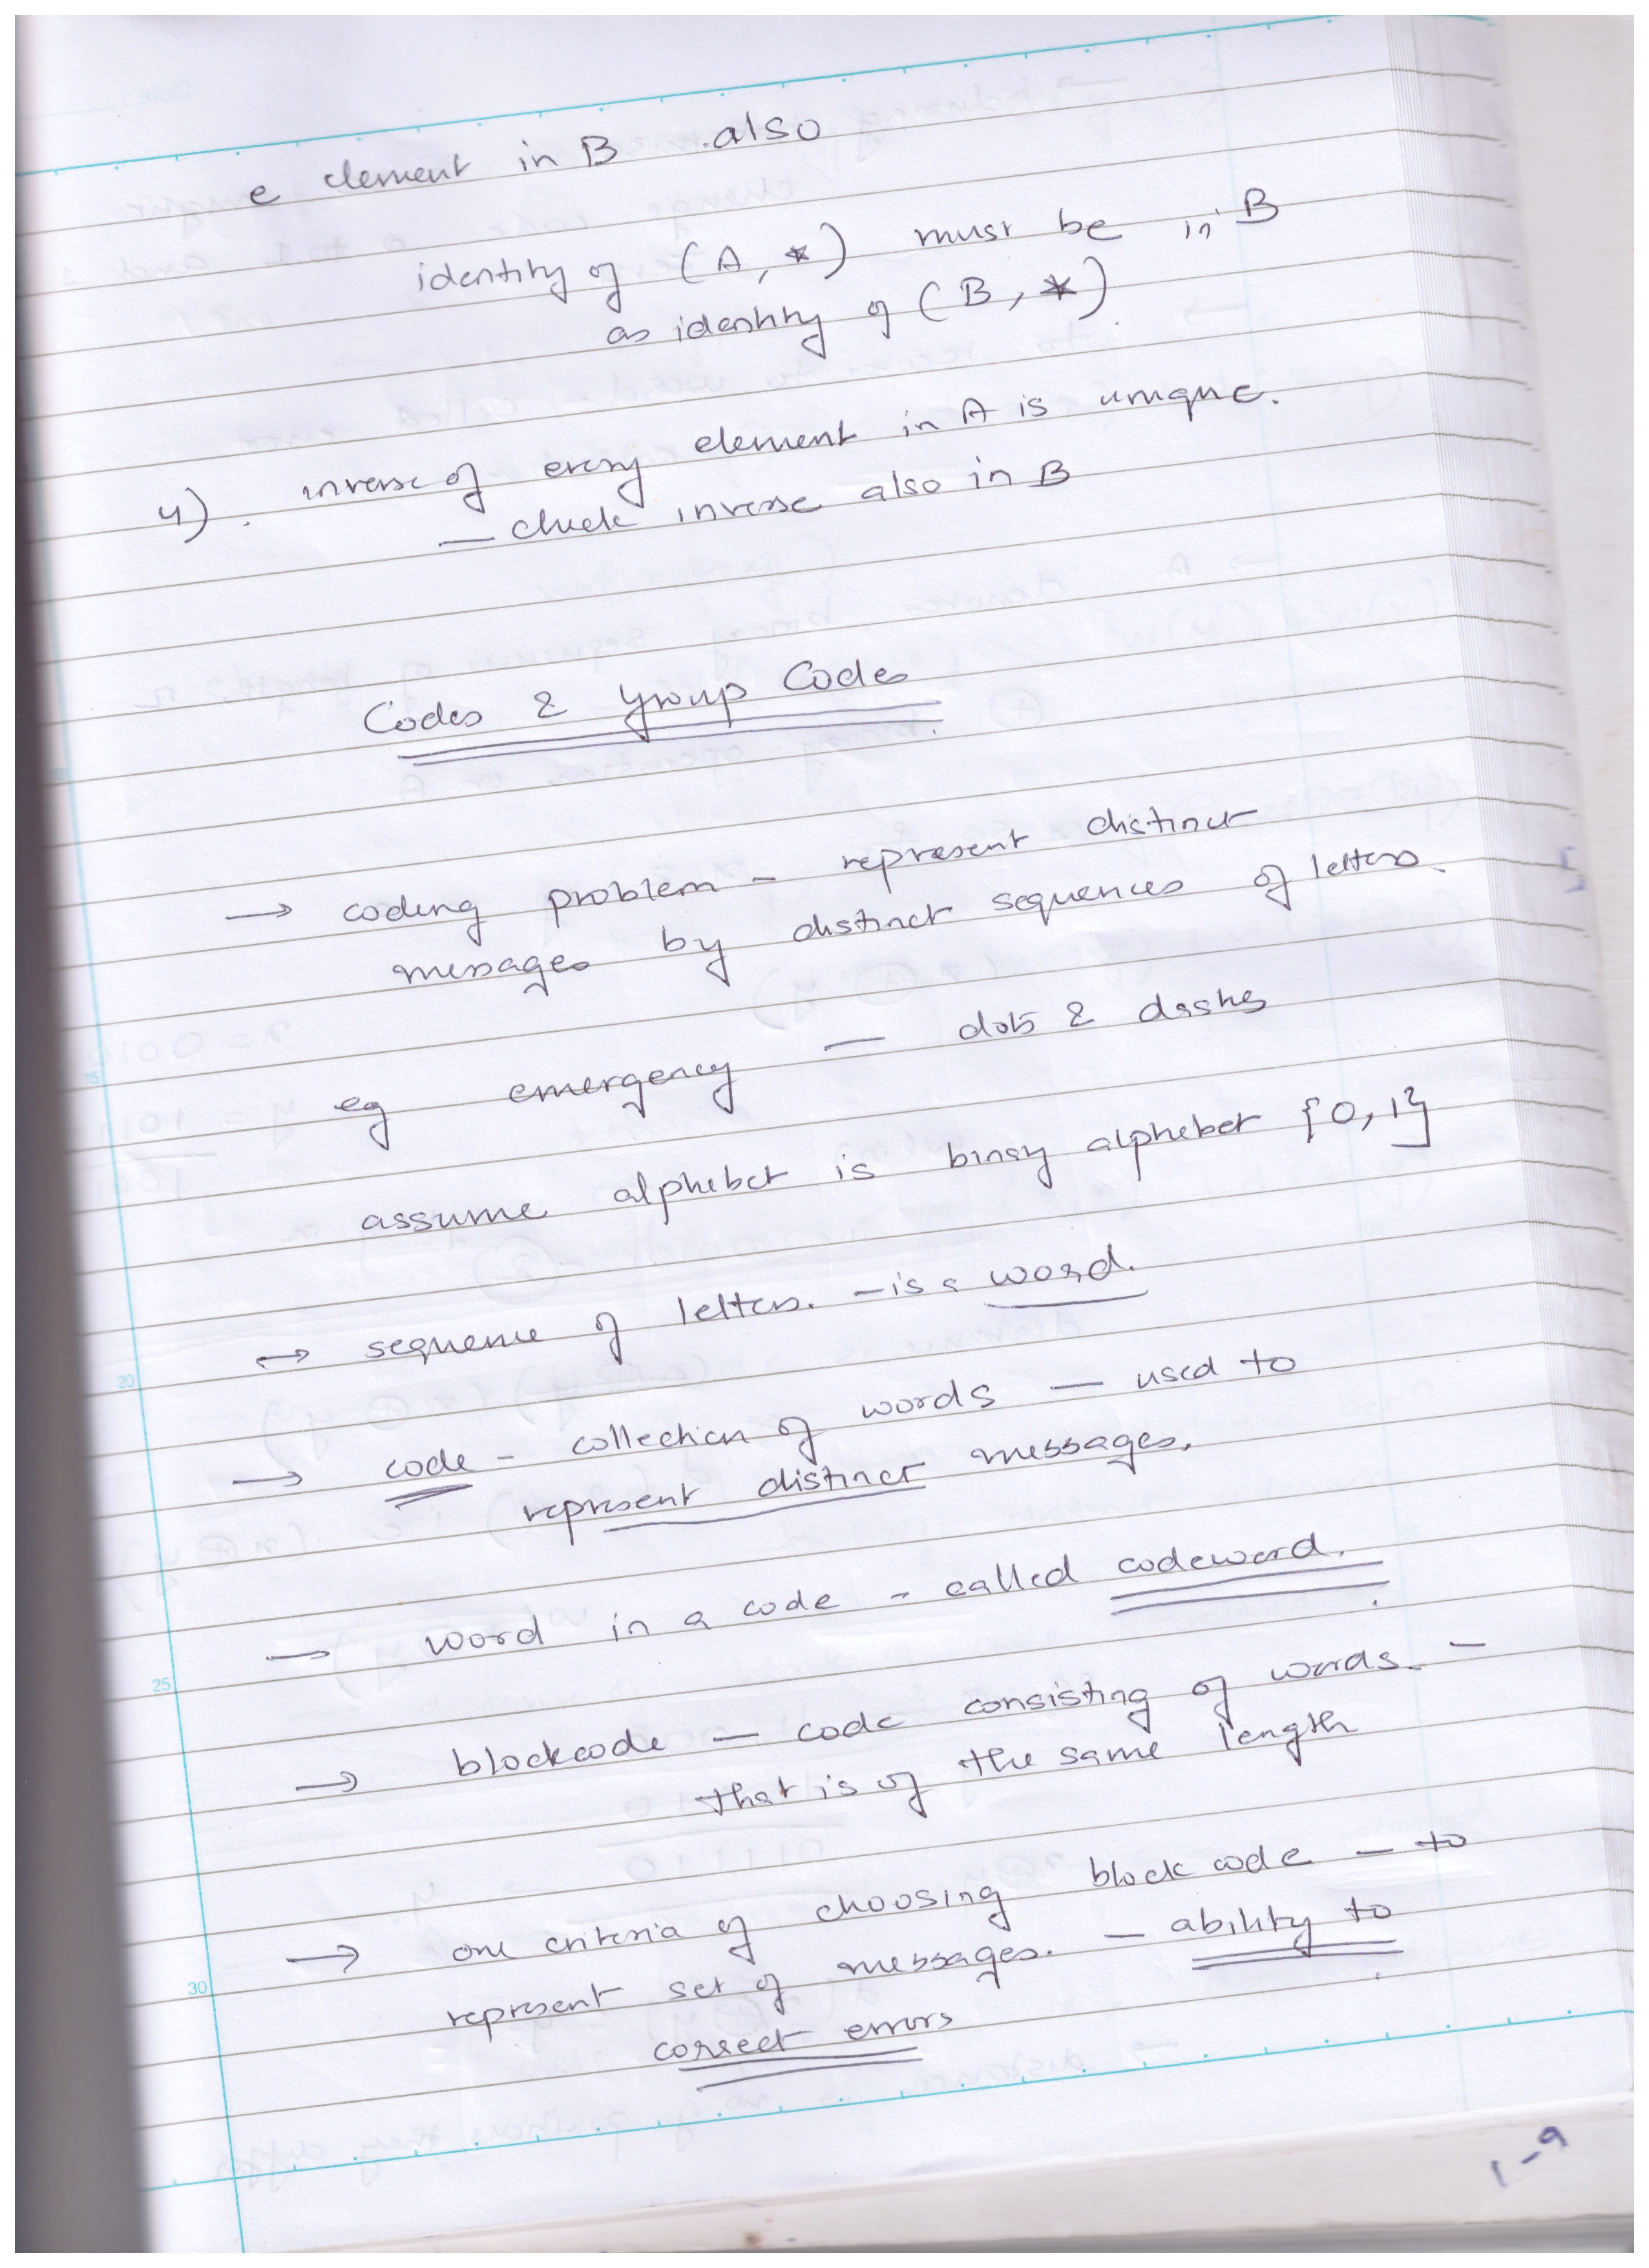 e element in B also
identity of (A, *) must be in B
as identity of (B, *)
4). inverse of every element in A is unique.
— check inverse also in B
Codes & Group Codes
→ coding problem - represent distinct
messages by distinct sequences of letters.
eg emergency — dots & dashes
assume alphabet is binary alphabet {0, 1}
→ sequence of letters. — is a word.
→ code - collection of words — used to
represent distinct messages.
→ word in a code - called codeword.
→ blockcode — code consisting of words —
that is of the same length
→ one criteria of choosing block code — to
represent set of messages. — ability to
correct errors
1-9
15
20
25
30